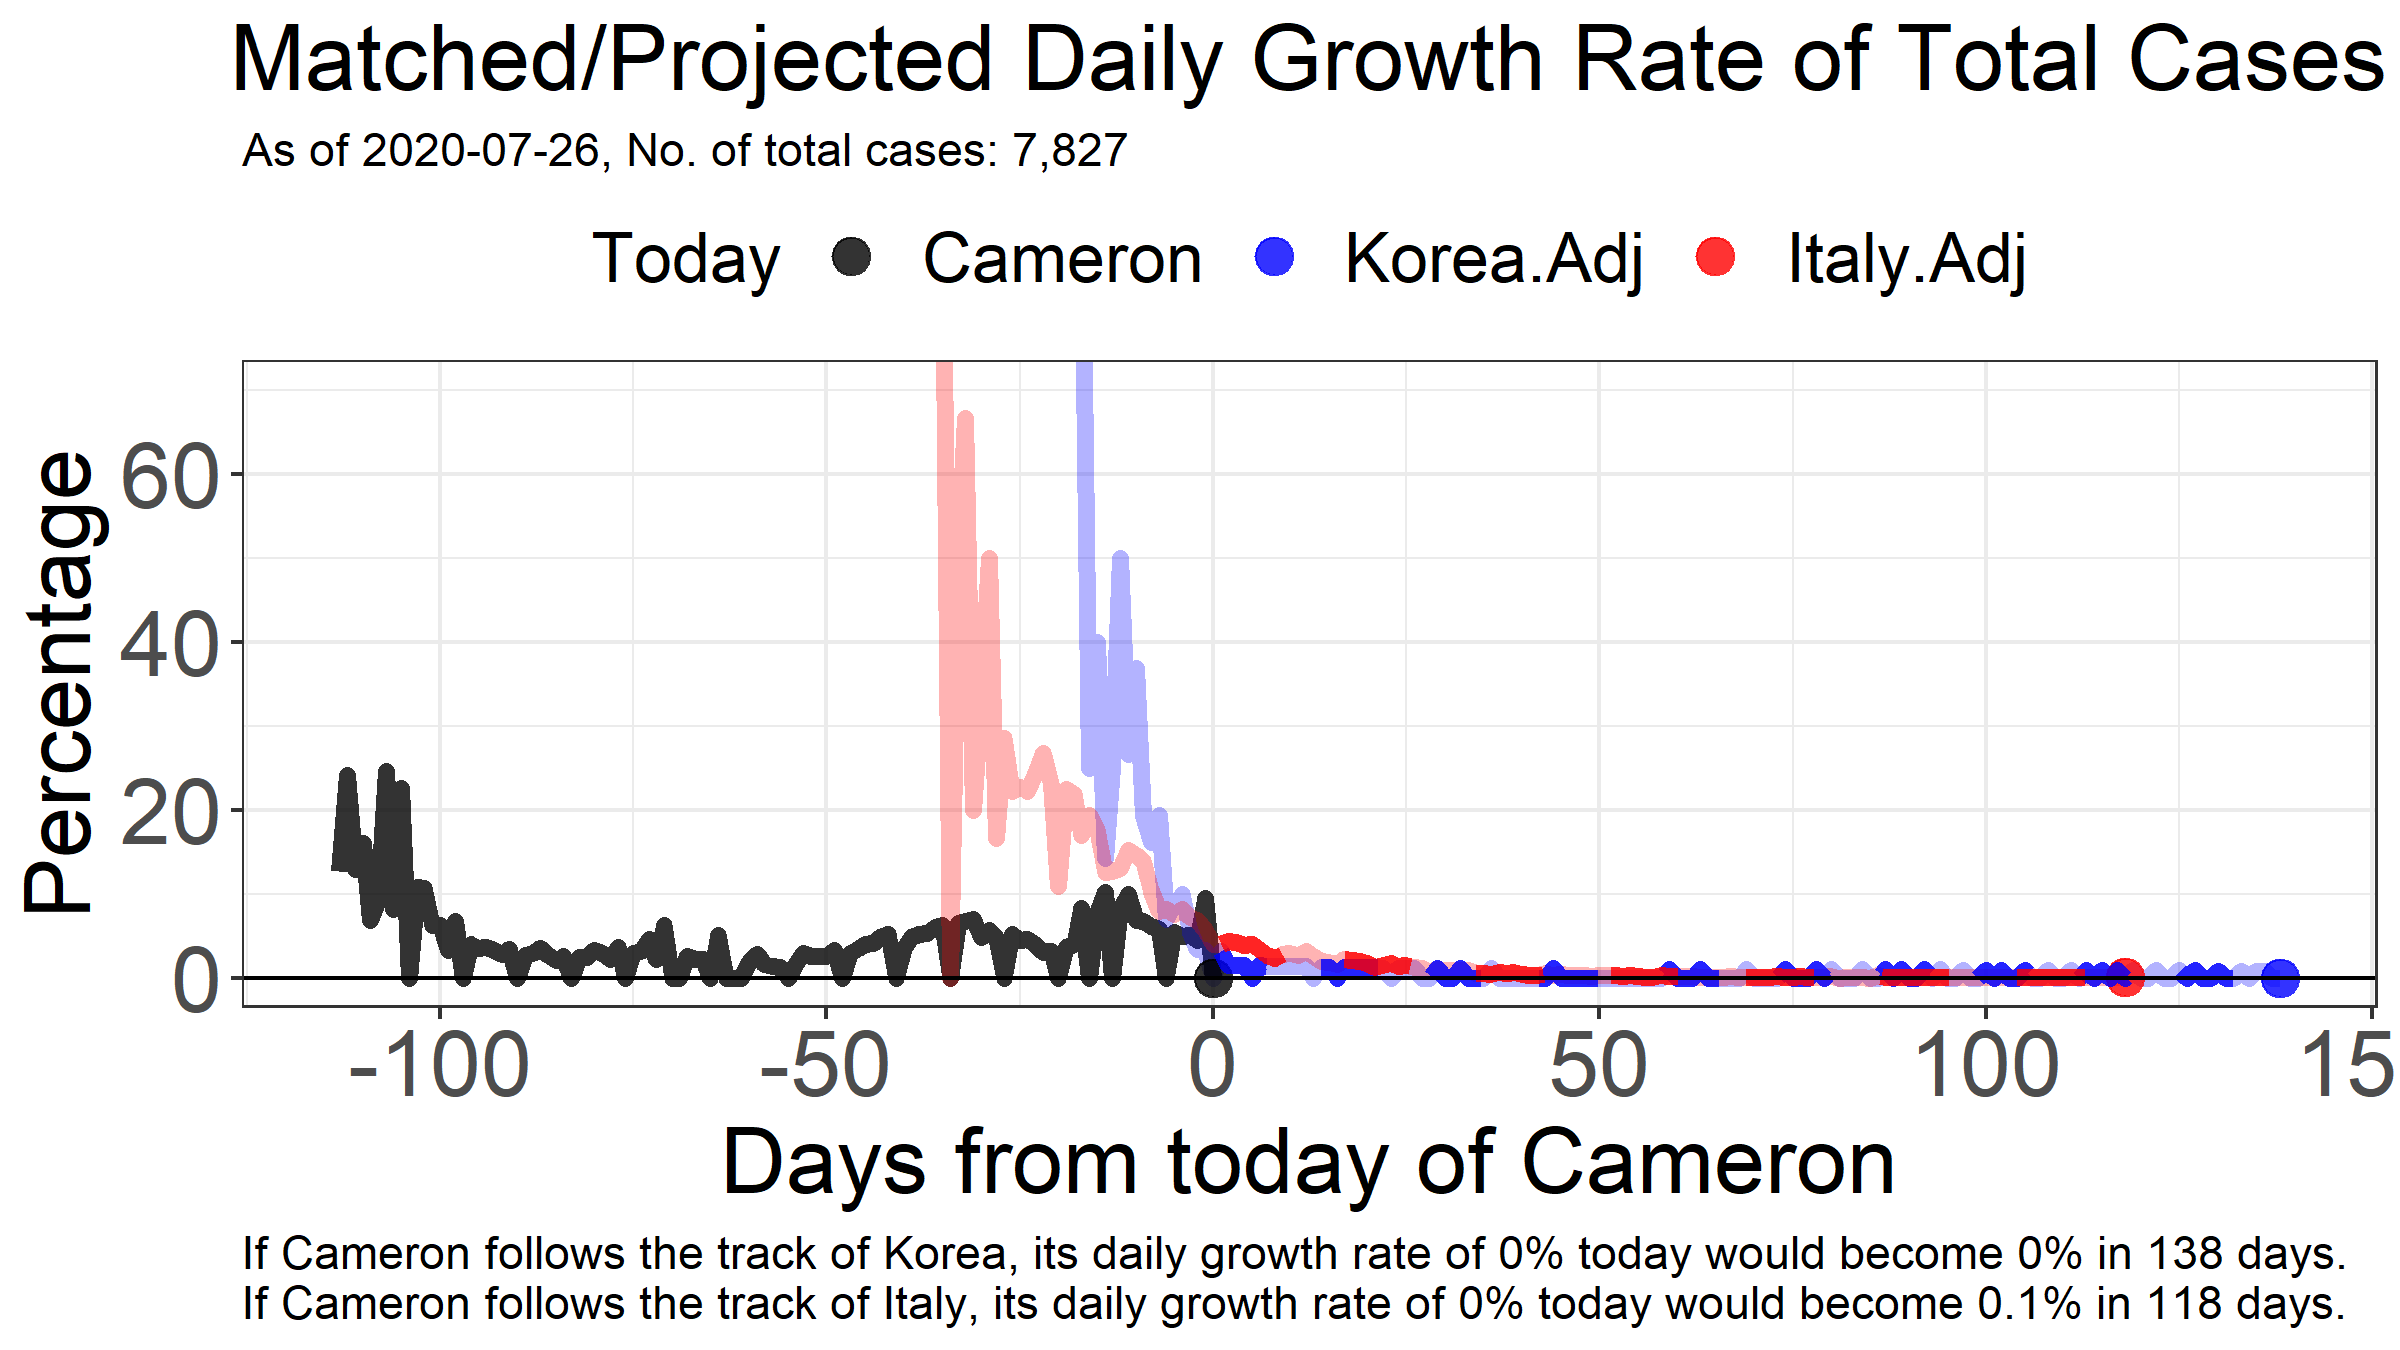 Matched/Projected Daily Growth Rate of Total Cases
As of 2020-07-26, No. of total cases: 7,827
Today Cameron Korea.Adj Italy.Adj
Percentage
60
40
20
0
-100 -50 0 50 100 15
Days from today of Cameron
If Cameron follows the track of Korea, its daily growth rate of 0% today would become 0% in 138 days.
If Cameron follows the track of Italy, its daily growth rate of 0% today would become 0.1% in 118 days.